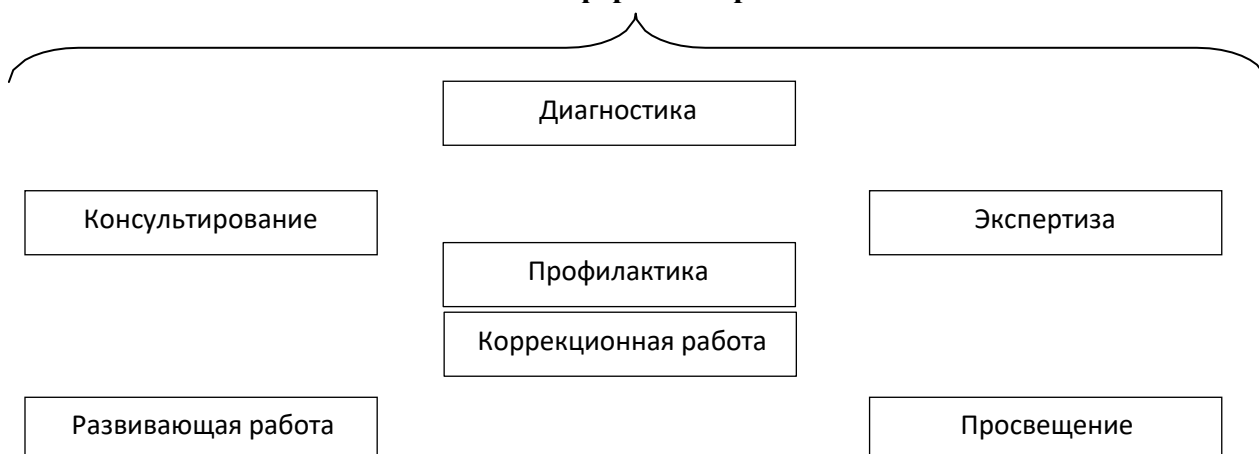 Диагностика
Консультирование
Экспертиза
Профилактика
Коррекционная работа
Развивающая работа
Просвещение